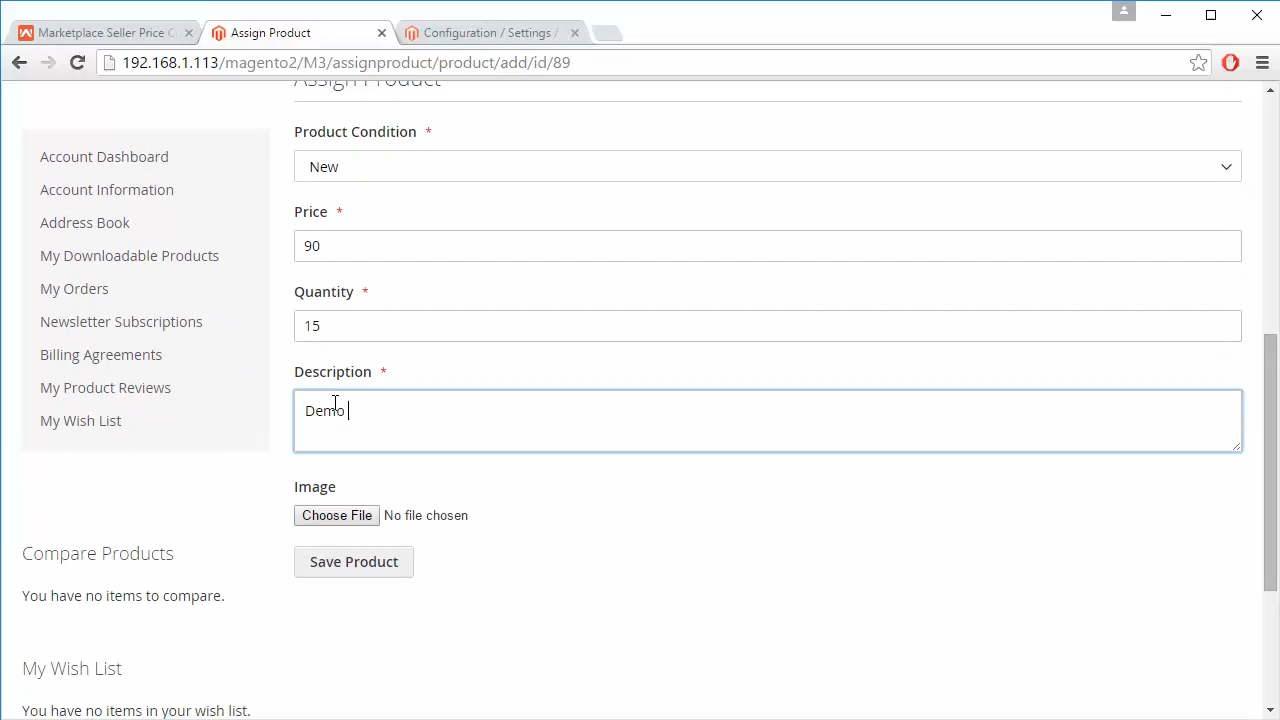 Marketplace Seller Price C
Assign Product
Configuration / Settings /
192.168.1.113/magento2/M3/assignproduct/product/add/id/89
Assign Product
Account Dashboard
Account Information
Address Book
My Downloadable Products
My Orders
Newsletter Subscriptions
Billing Agreements
My Product Reviews
My Wish List
Product Condition *
New
Price *
90
Quantity *
15
Description *
Demo
Image
Choose File No file chosen
Save Product
Compare Products
You have no items to compare.
My Wish List
You have no items in your wish list.